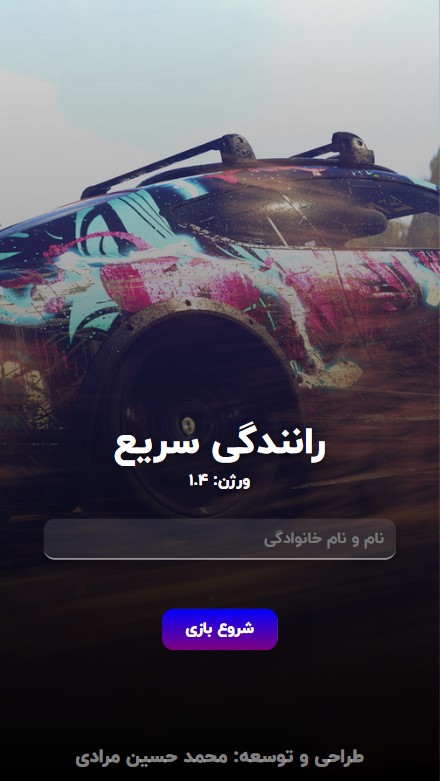 رانندگی سریع
ورژن: ۱.۴
نام و نام خانوادگی
شروع بازی
طراحی و توسعه: محمد حسین مرادی